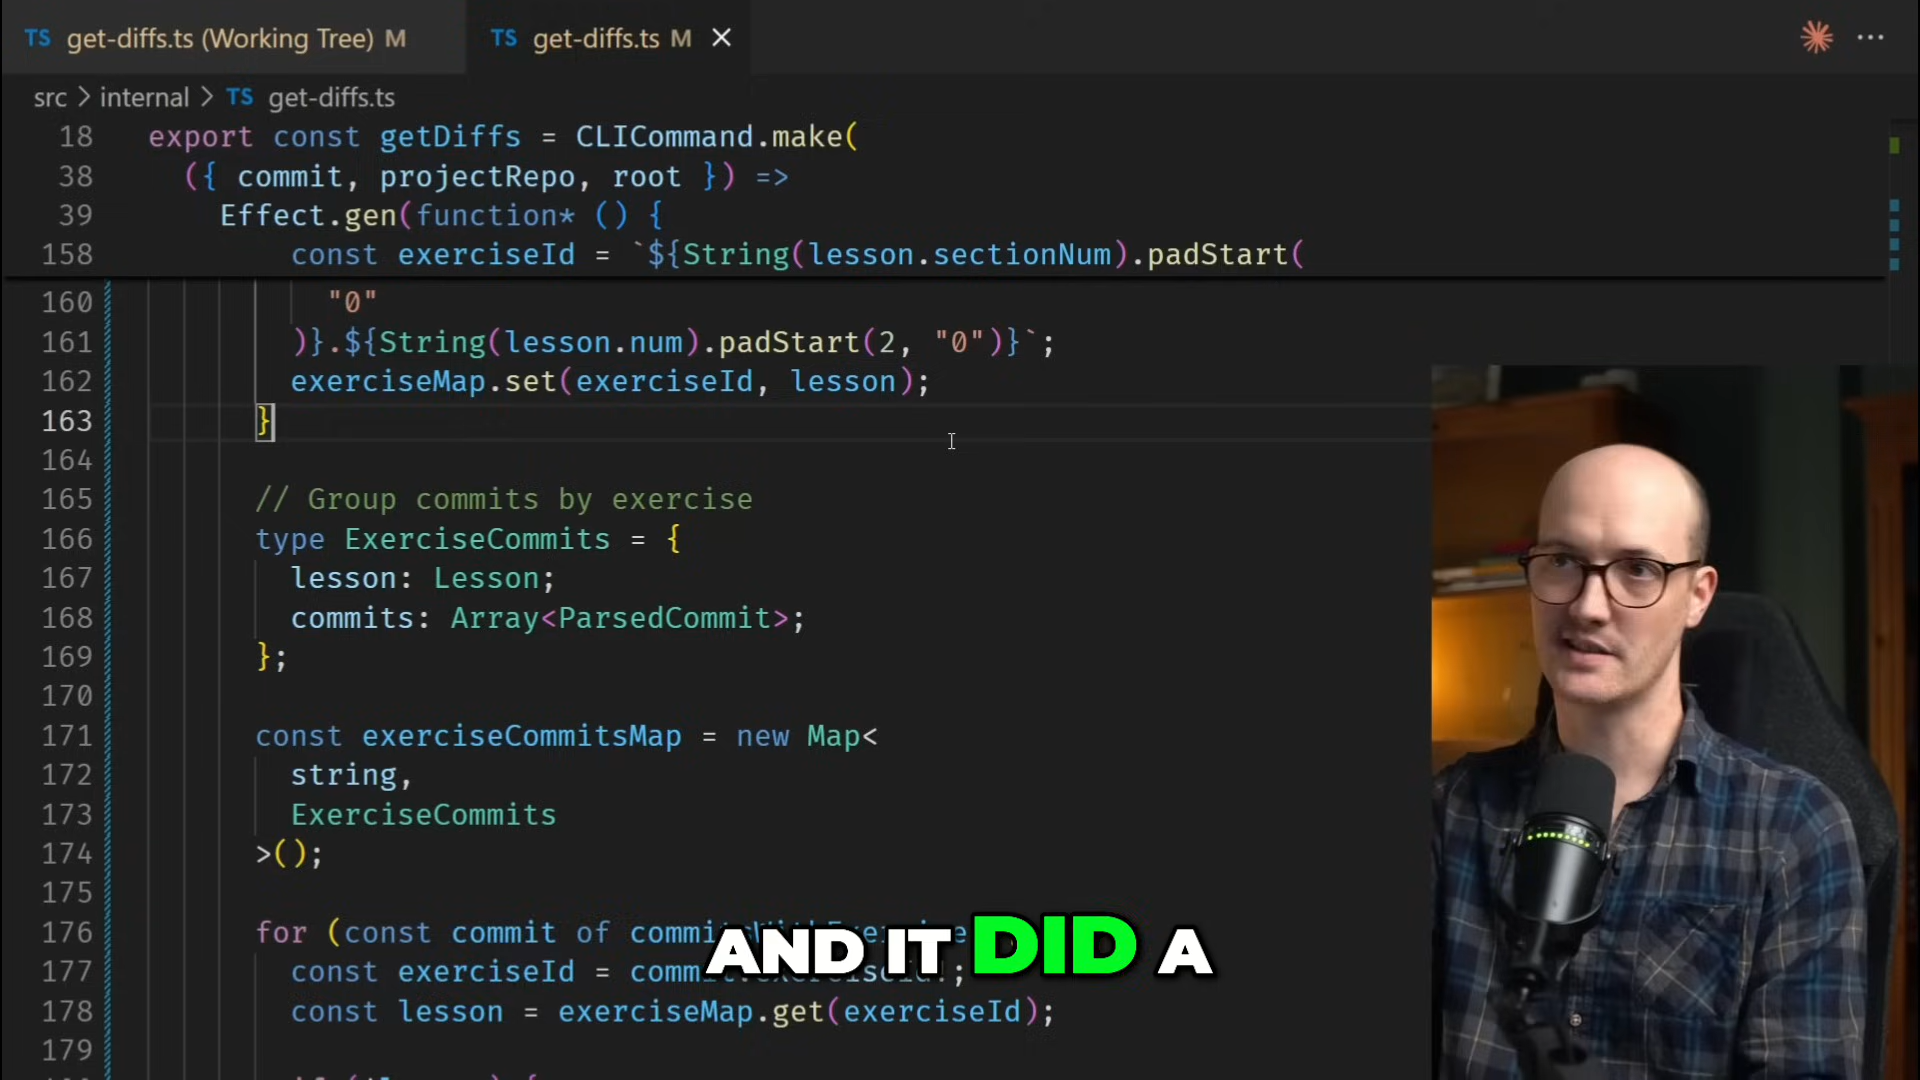 TS get-diffs.ts (Working Tree) M TS get-diffs.ts M
src > internal > TS get-diffs.ts
18 export const getDiffs = CLICommand.make(
38 ({ commit, projectRepo, root }) =>
39 Effect.gen(function* () {
158 const exerciseId = `${String(lesson.sectionNum).padStart(
160 "0"
161 )}.${String(lesson.num).padStart(2, "0")}`;
162 exerciseMap.set(exerciseId, lesson);
163 }
164
165 // Group commits by exercise
166 type ExerciseCommits = {
167 lesson: Lesson;
168 commits: Array<ParsedCommit>;
169 };
170
171 const exerciseCommitsMap = new Map<
172 string,
173 ExerciseCommits
174 >();
175
176 for (const commit of
AND IT DID A
177 const exerciseId =
178 const lesson = exerciseMap.get(exerciseId);
179